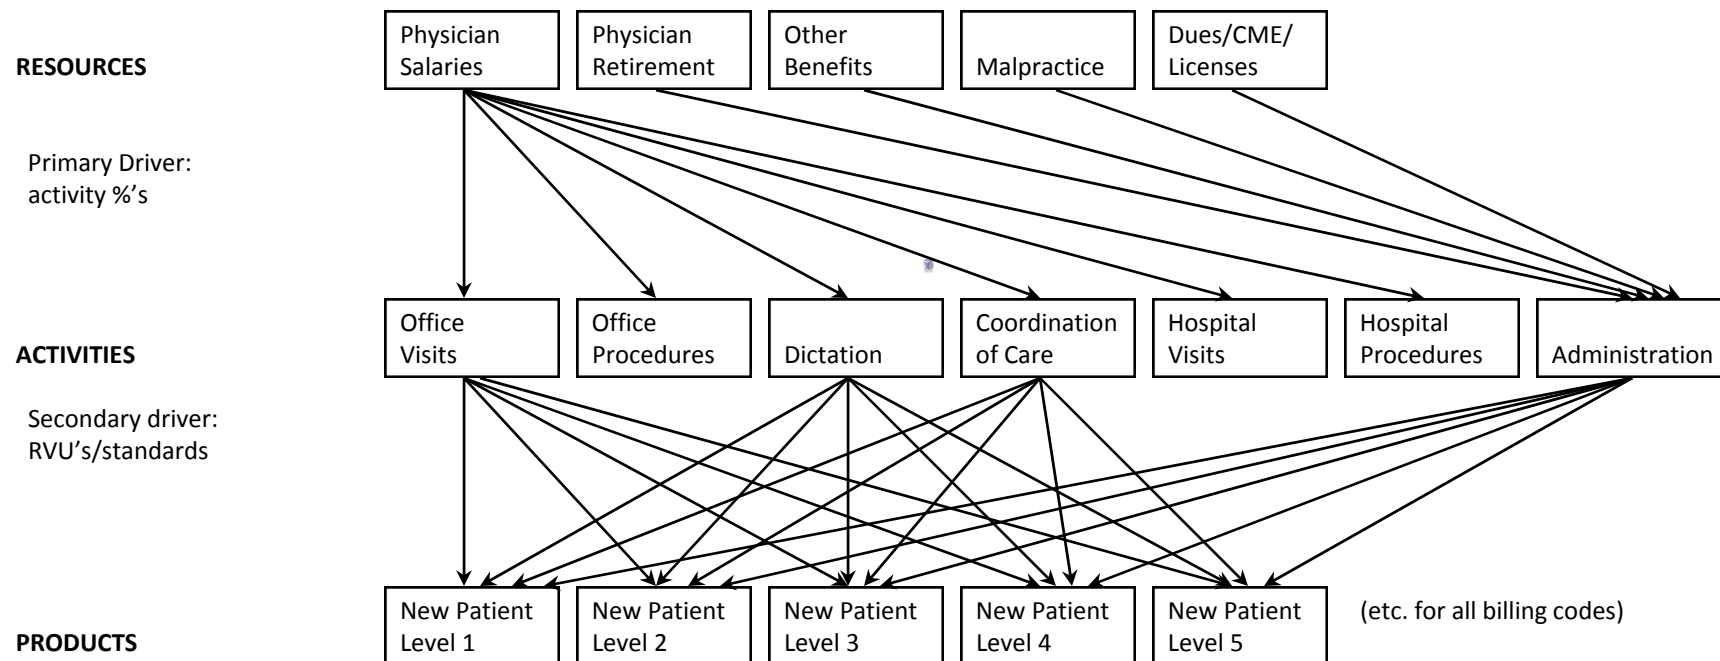 RESOURCES
Physician
Salaries
Physician
Retirement
Other
Benefits
Malpractice
Dues/CME/
Licenses
Primary Driver:
activity %'s
ACTIVITIES
Office
Visits
Office
Procedures
Dictation
Coordination
of Care
Hospital
Visits
Hospital
Procedures
Administration
Secondary driver:
RVU's/standards
PRODUCTS
New Patient
Level 1
New Patient
Level 2
New Patient
Level 3
New Patient
Level 4
New Patient
Level 5
(etc. for all billing codes)